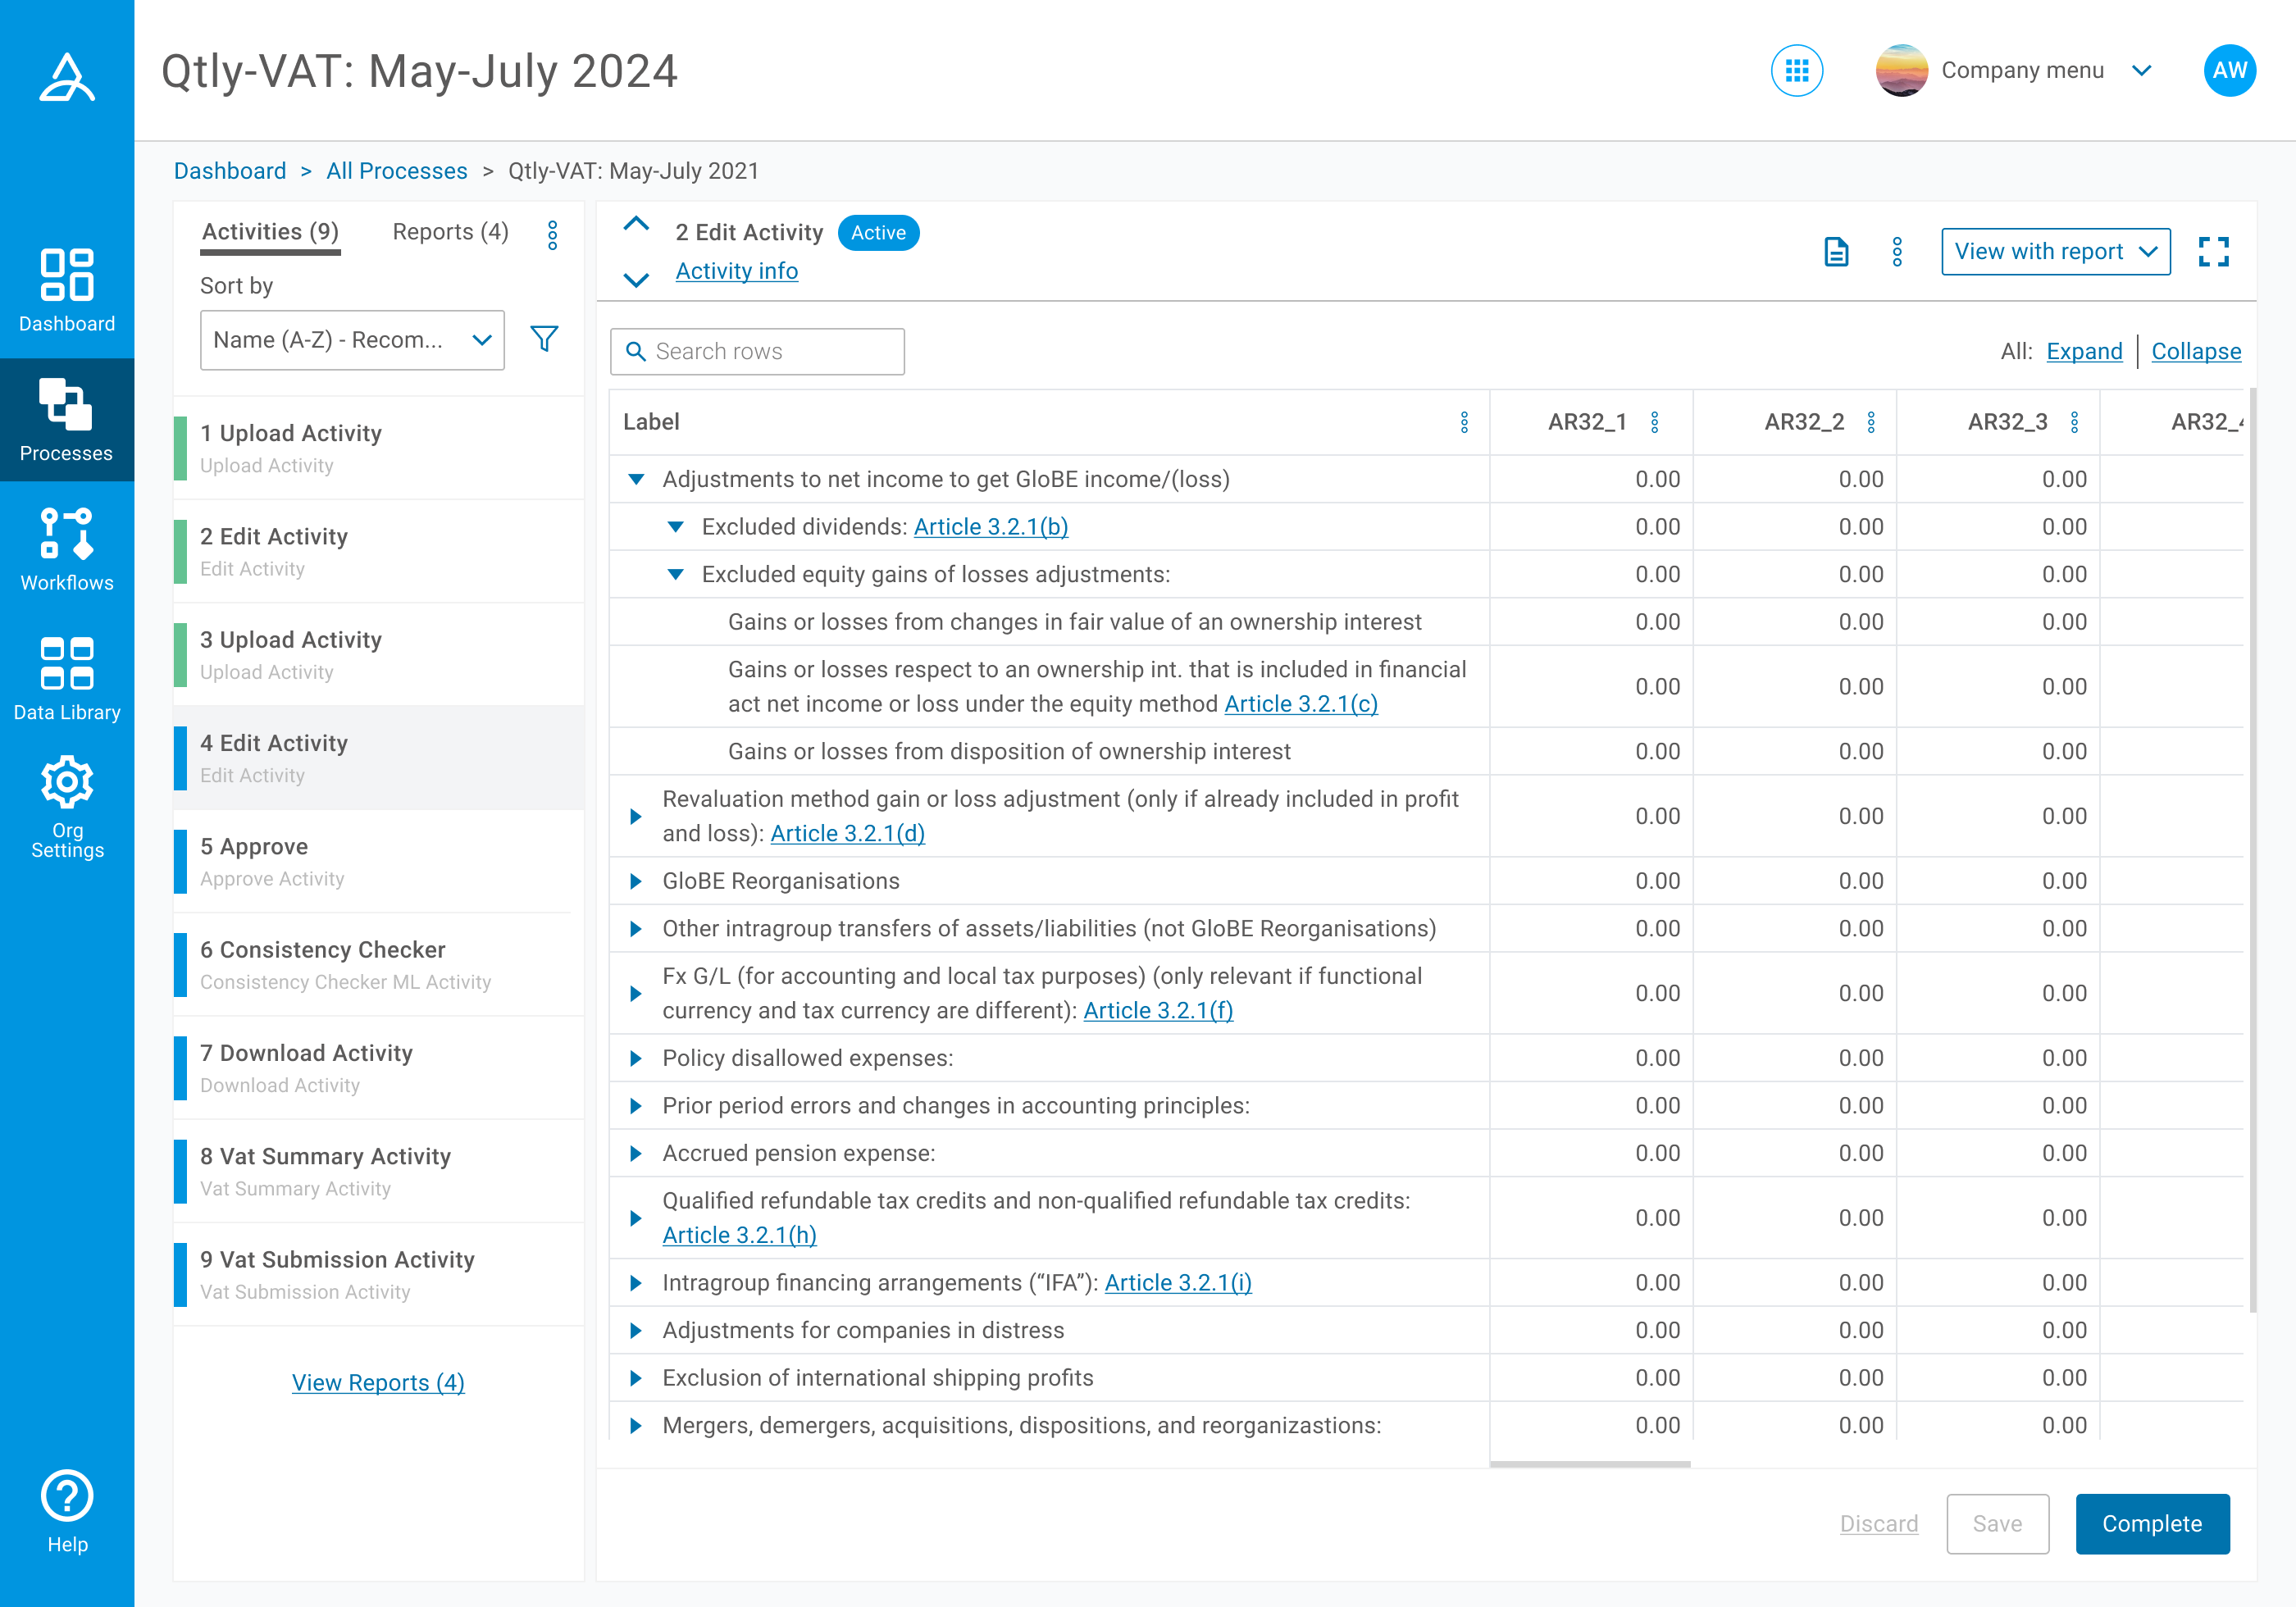 Qtly-VAT: May-July 2024
Company menu
AW
Dashboard > All Processes > Qtly-VAT: May-July 2021
Dashboard
Processes
Workflows
Data Library
Org
Settings
Help
Activities (9)
Reports (4)
Sort by
Name (A-Z) - Recom...
1 Upload Activity
Upload Activity
2 Edit Activity
Edit Activity
3 Upload Activity
Upload Activity
4 Edit Activity
Edit Activity
5 Approve
Approve Activity
6 Consistency Checker
Consistency Checker ML Activity
7 Download Activity
Download Activity
8 Vat Summary Activity
Vat Summary Activity
9 Vat Submission Activity
Vat Submission Activity
View Reports (4)
2 Edit Activity Active
Activity info
View with report
Search rows
All: Expand | Collapse
Label AR32_1 AR32_2 AR32_3 AR32_
Adjustments to net income to get GloBE income/(loss) 0.00 0.00 0.00
Excluded dividends: Article 3.2.1(b) 0.00 0.00 0.00
Excluded equity gains of losses adjustments: 0.00 0.00 0.00
Gains or losses from changes in fair value of an ownership interest 0.00 0.00 0.00
Gains or losses respect to an ownership int. that is included in financial
act net income or loss under the equity method Article 3.2.1(c) 0.00 0.00 0.00
Gains or losses from disposition of ownership interest 0.00 0.00 0.00
Revaluation method gain or loss adjustment (only if already included in profit
and loss): Article 3.2.1(d) 0.00 0.00 0.00
GloBE Reorganisations 0.00 0.00 0.00
Other intragroup transfers of assets/liabilities (not GloBE Reorganisations) 0.00 0.00 0.00
Fx G/L (for accounting and local tax purposes) (only relevant if functional
currency and tax currency are different): Article 3.2.1(f) 0.00 0.00 0.00
Policy disallowed expenses: 0.00 0.00 0.00
Prior period errors and changes in accounting principles: 0.00 0.00 0.00
Accrued pension expense: 0.00 0.00 0.00
Qualified refundable tax credits and non-qualified refundable tax credits:
Article 3.2.1(h) 0.00 0.00 0.00
Intragroup financing arrangements (“IFA”): Article 3.2.1(i) 0.00 0.00 0.00
Adjustments for companies in distress 0.00 0.00 0.00
Exclusion of international shipping profits 0.00 0.00 0.00
Mergers, demergers, acquisitions, dispositions, and reorganizastions: 0.00 0.00 0.00
Discard
Save
Complete